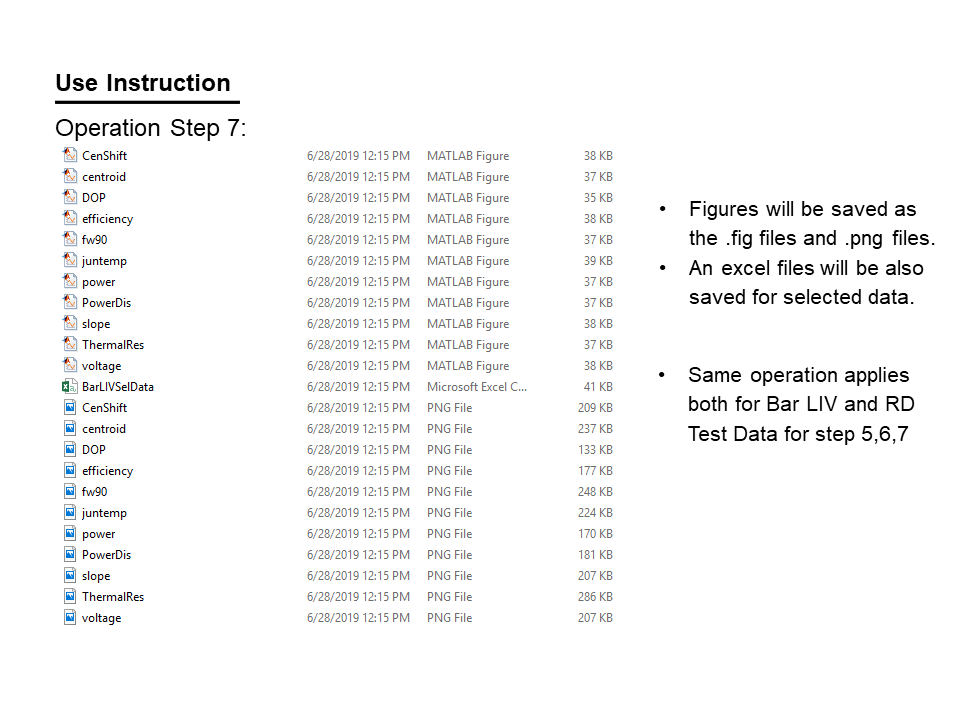 Use Instruction
Operation Step 7:
CenShift 6/28/2019 12:15 PM MATLAB Figure 38 KB
centroid 6/28/2019 12:15 PM MATLAB Figure 37 KB
DOP 6/28/2019 12:15 PM MATLAB Figure 35 KB
efficiency 6/28/2019 12:15 PM MATLAB Figure 38 KB
fw90 6/28/2019 12:15 PM MATLAB Figure 37 KB
juntemp 6/28/2019 12:15 PM MATLAB Figure 39 KB
power 6/28/2019 12:15 PM MATLAB Figure 37 KB
PowerDis 6/28/2019 12:15 PM MATLAB Figure 37 KB
slope 6/28/2019 12:15 PM MATLAB Figure 38 KB
ThermalRes 6/28/2019 12:15 PM MATLAB Figure 37 KB
voltage 6/28/2019 12:15 PM MATLAB Figure 38 KB
BarLIVSelData 6/28/2019 12:15 PM Microsoft Excel C... 41 KB
CenShift 6/28/2019 12:15 PM PNG File 209 KB
centroid 6/28/2019 12:15 PM PNG File 237 KB
DOP 6/28/2019 12:15 PM PNG File 133 KB
efficiency 6/28/2019 12:15 PM PNG File 177 KB
fw90 6/28/2019 12:15 PM PNG File 248 KB
juntemp 6/28/2019 12:15 PM PNG File 224 KB
power 6/28/2019 12:15 PM PNG File 170 KB
PowerDis 6/28/2019 12:15 PM PNG File 181 KB
slope 6/28/2019 12:15 PM PNG File 207 KB
ThermalRes 6/28/2019 12:15 PM PNG File 286 KB
voltage 6/28/2019 12:15 PM PNG File 207 KB
• Figures will be saved as
the .fig files and .png files.
• An excel files will be also
saved for selected data.
• Same operation applies
both for Bar LIV and RD
Test Data for step 5,6,7